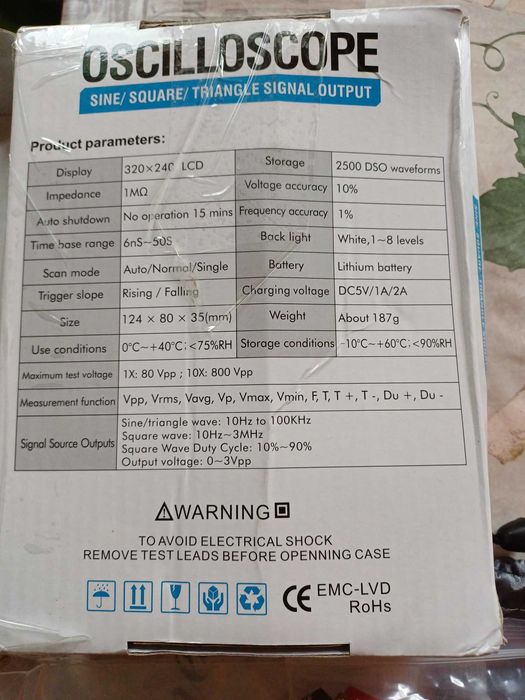 OSCILLOSCOPE
SINE/ SQUARE/ TRIANGLE SIGNAL OUTPUT
Product parameters:
Display 320×240 LCD Storage 2500 DSO waveforms
Impedance 1MΩ Voltage accuracy 10%
Auto shutdown No operation 15 mins Frequency accuracy 1%
Time base range 6nS~50S Back light White,1~8 levels
Scan mode Auto/Normal/Single Battery Lithium battery
Trigger slope Rising / Falling Charging voltage DC5V/1A/2A
Size 124 × 80 × 35(mm) Weight About 187g
Use conditions 0°C~+40°C;<75%RH Storage conditions -10°C~+60°C;<90%RH
Maximum test voltage 1X: 80 Vpp ; 10X: 800 Vpp
Measurement function Vpp, Vrms, Vavg, Vp, Vmax, Vmin, F, T, T +, T -, Du +, Du -
Signal Source Outputs
Sine/triangle wave: 10Hz to 100KHz
Square wave: 10Hz~3MHz
Square Wave Duty Cycle: 10%~90%
Output voltage: 0~3Vpp
WARNING
TO AVOID ELECTRICAL SHOCK
REMOVE TEST LEADS BEFORE OPENNING CASE
CE EMC-LVD
RoHs